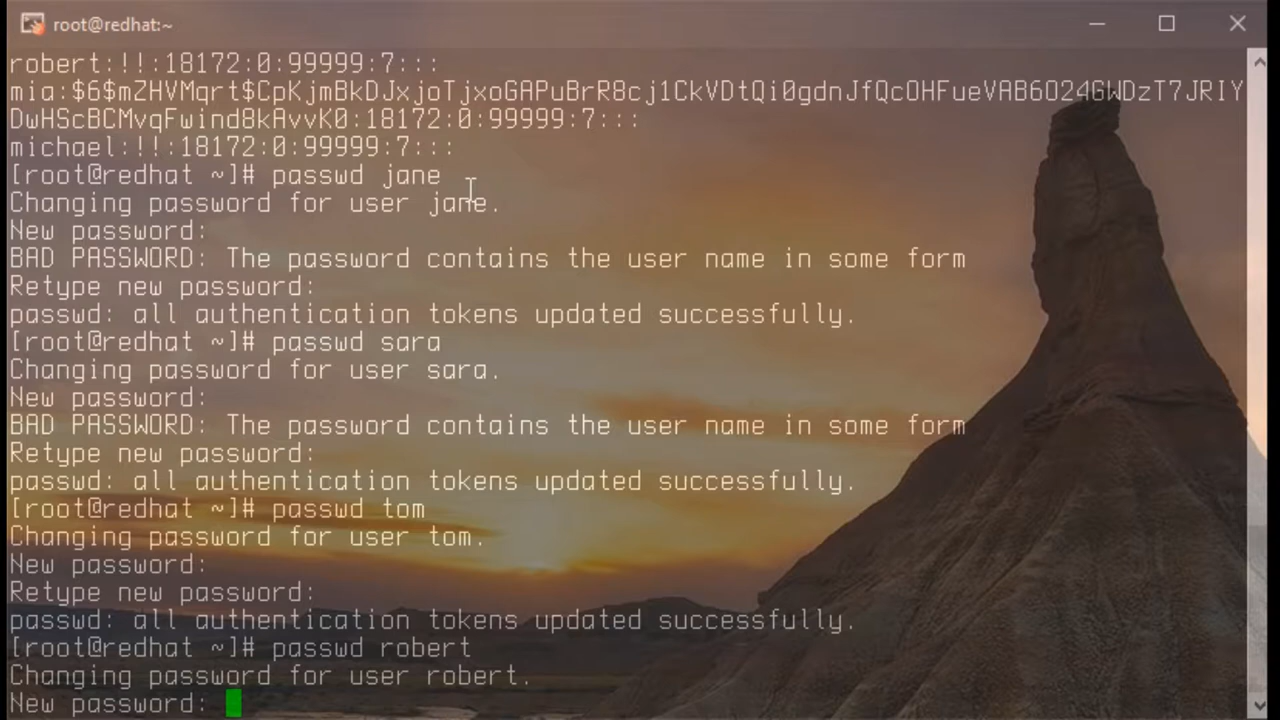 root@redhat:~
robert:!!:18172:0:99999:7:::
mia:$6$mZHVMqrt$CpKjmBkDJxjoTjxoGAPuBrR8cj1CkVDtQi0gdnJfQcOHFueVAB6O24GWDzT7JRIY
DwHScBCMvqFwind8kAvvK0:18172:0:99999:7:::
michael:!!:18172:0:99999:7:::
[root@redhat ~]# passwd jane
Changing password for user jane.
New password:
BAD PASSWORD: The password contains the user name in some form
Retype new password:
passwd: all authentication tokens updated successfully.
[root@redhat ~]# passwd sara
Changing password for user sara.
New password:
BAD PASSWORD: The password contains the user name in some form
Retype new password:
passwd: all authentication tokens updated successfully.
[root@redhat ~]# passwd tom
Changing password for user tom.
New password:
Retype new password:
passwd: all authentication tokens updated successfully.
[root@redhat ~]# passwd robert
Changing password for user robert.
New password: